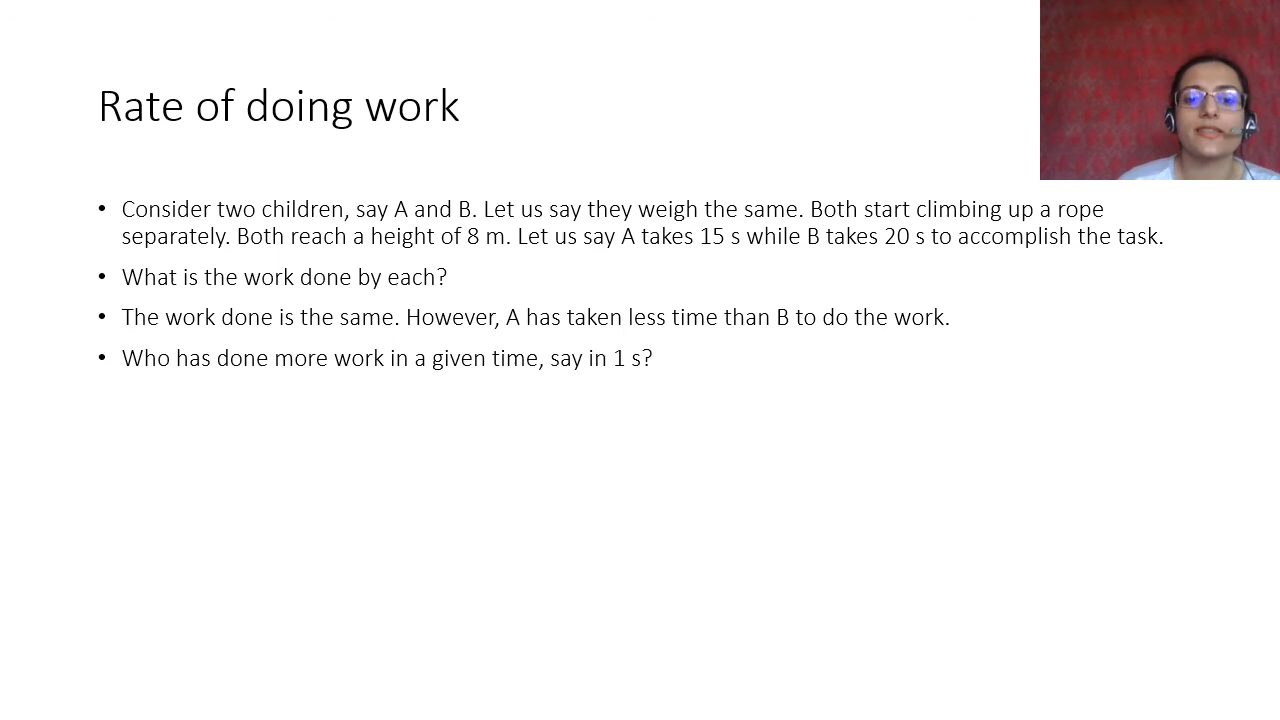 Rate of doing work
• Consider two children, say A and B. Let us say they weigh the same. Both start climbing up a rope
separately. Both reach a height of 8 m. Let us say A takes 15 s while B takes 20 s to accomplish the task.
• What is the work done by each?
• The work done is the same. However, A has taken less time than B to do the work.
• Who has done more work in a given time, say in 1 s?